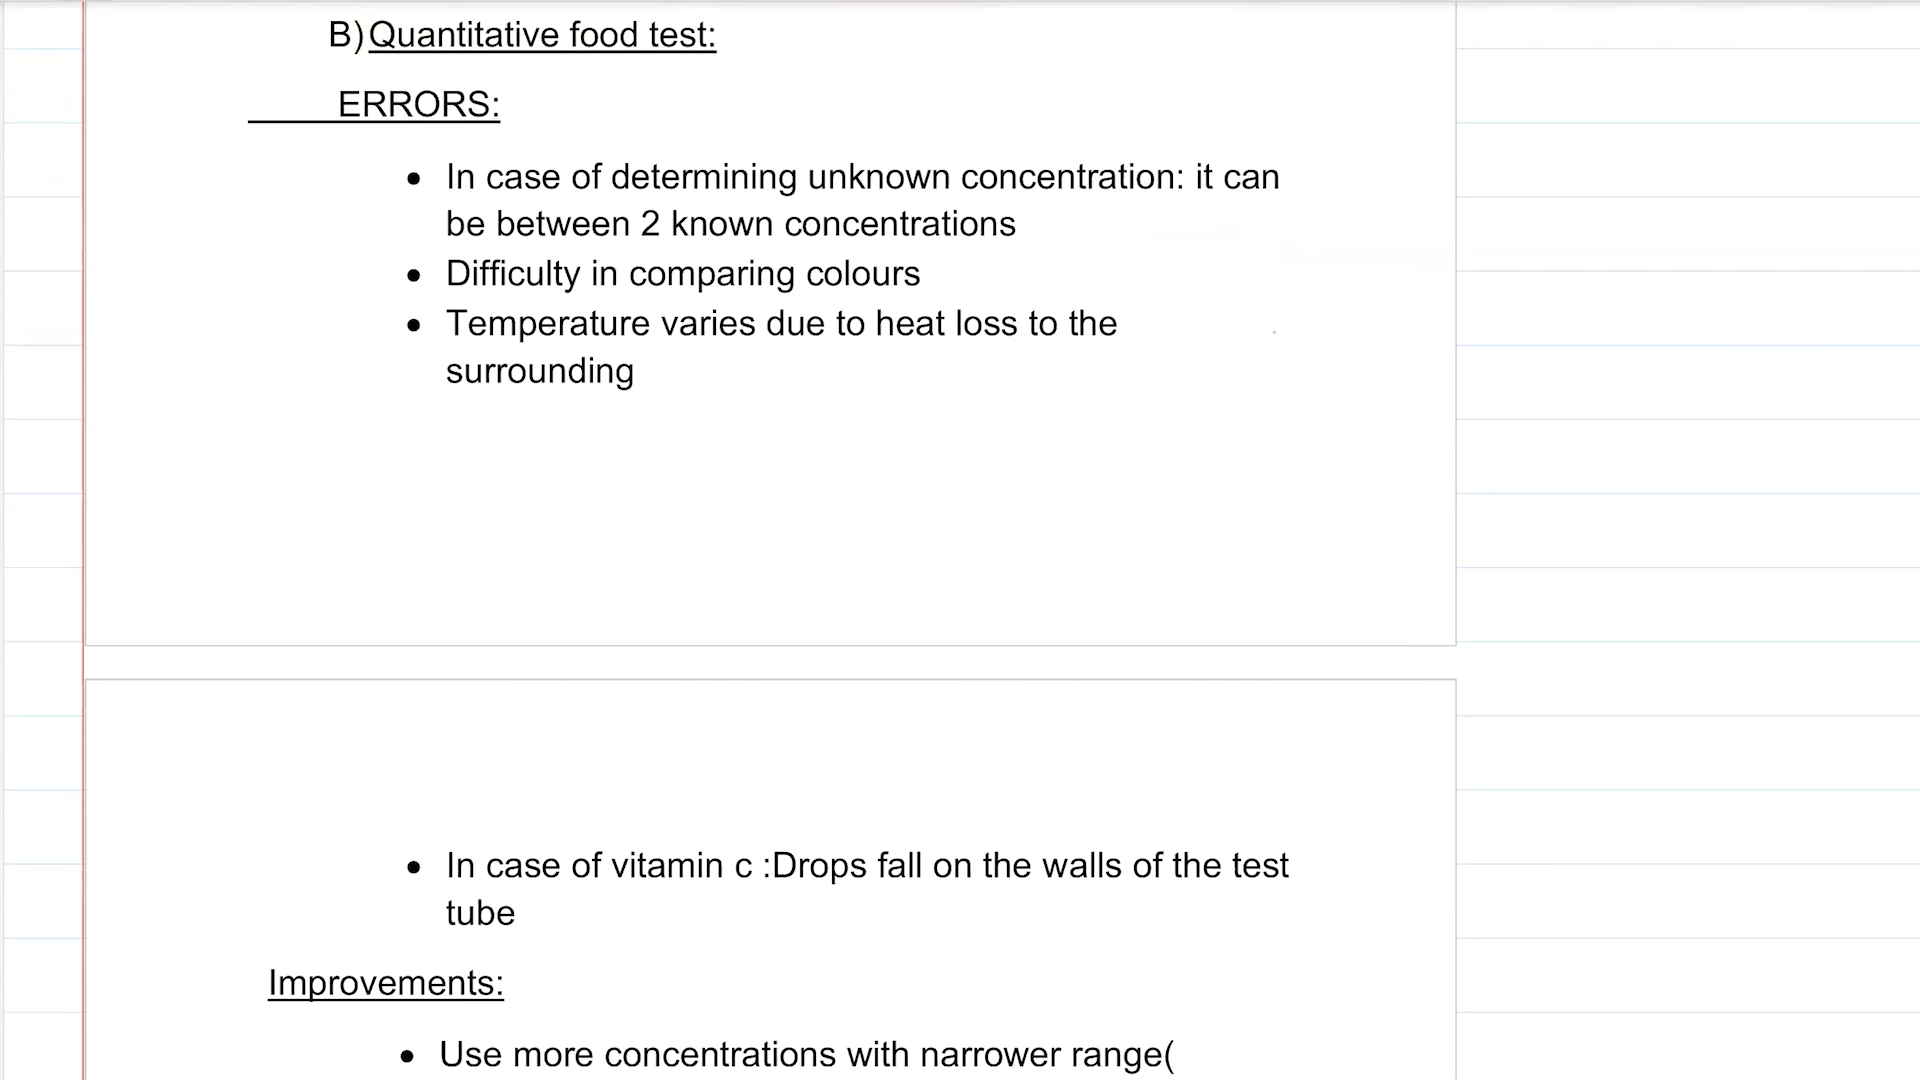 B) Quantitative food test:
ERRORS:
• In case of determining unknown concentration: it can
be between 2 known concentrations
• Difficulty in comparing colours
• Temperature varies due to heat loss to the
surrounding
• In case of vitamin c :Drops fall on the walls of the test
tube
Improvements:
• Use more concentrations with narrower range(